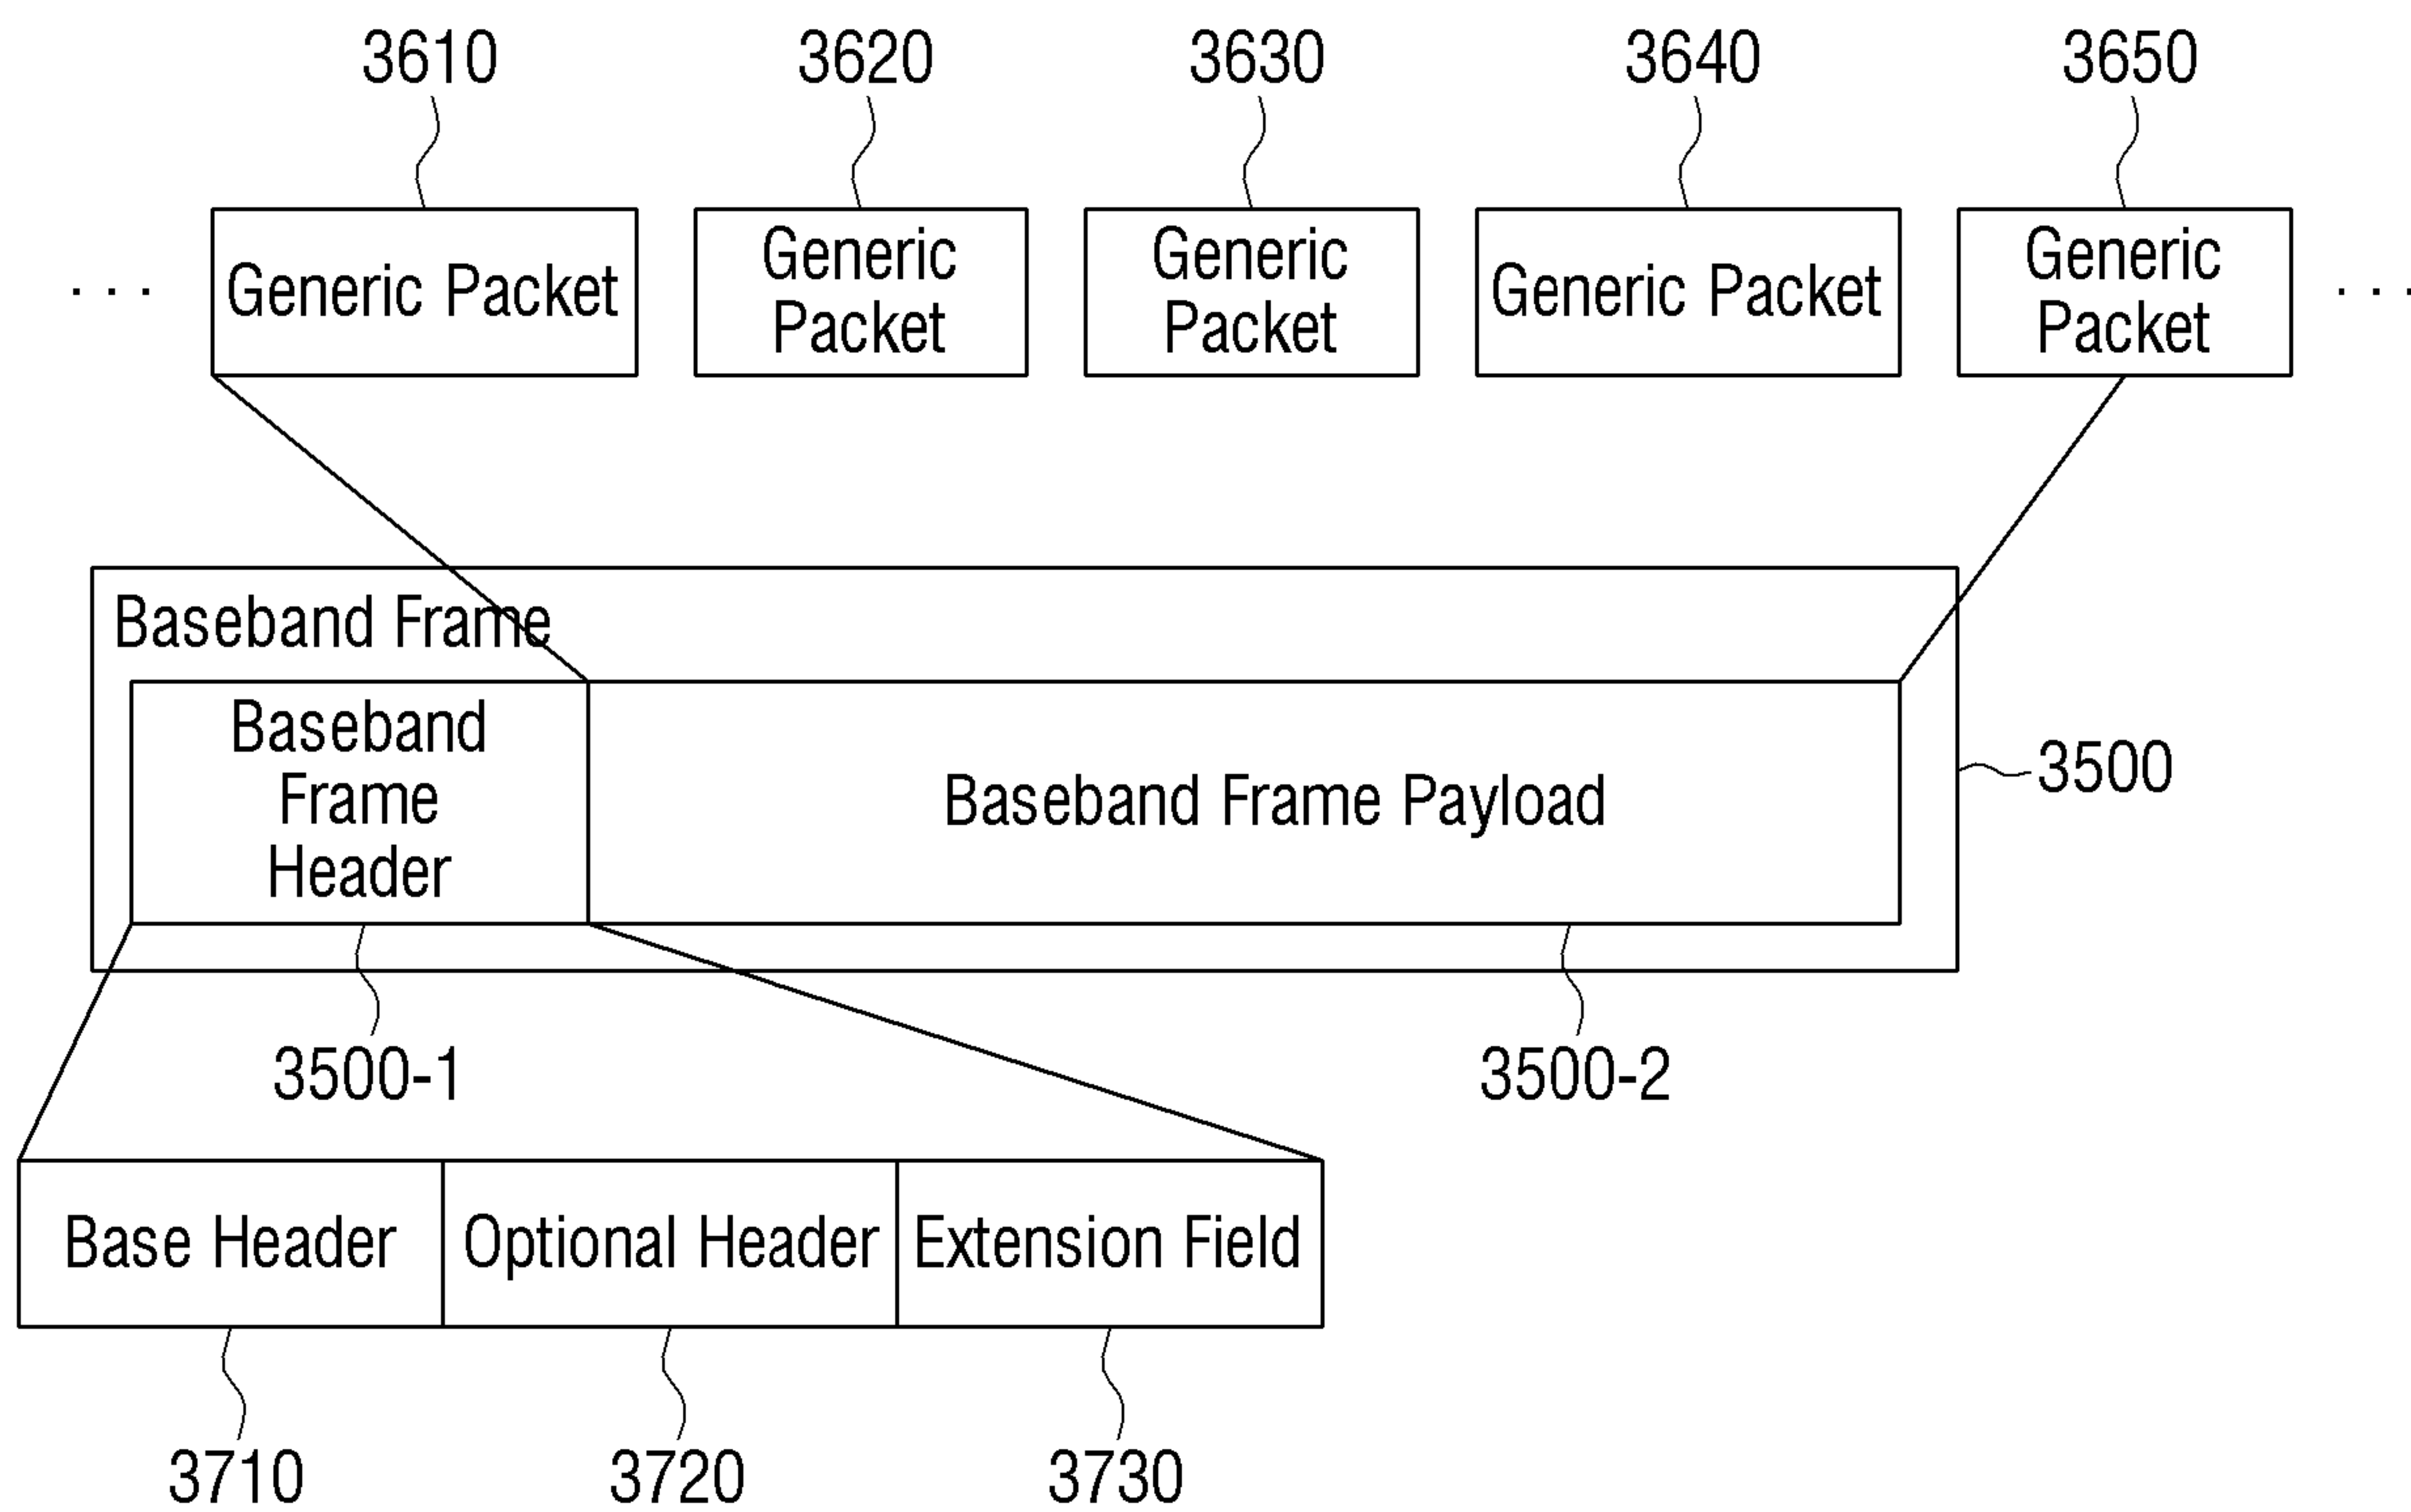 3610 3620 3630 3640 3650
. . . Generic Packet Generic Generic Generic Packet Generic . . .
Packet Packet Packet
Baseband Frame
Baseband
Frame
Header
Baseband Frame Payload
3500
3500-1 3500-2
Base Header Optional Header Extension Field
3710 3720 3730